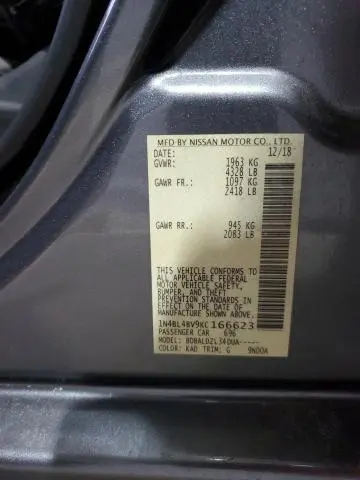 MFD BY NISSAN MOTOR CO., LTD.
DATE: 12/18
GVWR: 1963 KG
4328 LB
GAWR FR.: 1097 KG
2418 LB
GAWR RR.: 945 KG
2083 LB
THIS VEHICLE CONFORMS TO
ALL APPLICABLE FEDERAL
MOTOR VEHICLE SAFETY,
BUMPER, AND THEFT
PREVENTION STANDARDS
IN EFFECT ON THE DATE OF
MANUFACTURE SHOWN ABOVE
1N4BL4BV9KC166623
PASSENGER CAR 696
MODEL: BDBALDZL34DUA-----
COLOR: KAD TRIM: G 9N00A